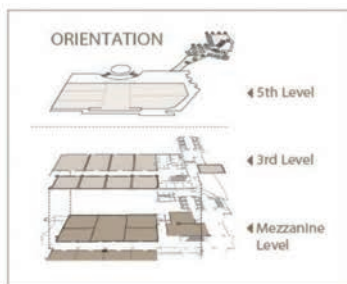 ORIENTATION
5th Level
3rd Level
Mezzanine
Level